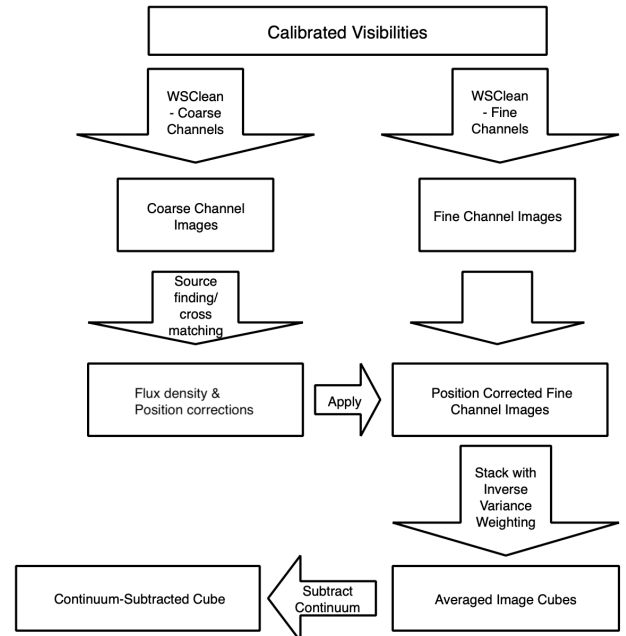 Calibrated Visibilities
WSClean
- Coarse
Channels
WSClean
- Fine
Channels
Coarse Channel
Images
Fine Channel Images
Source
finding/
cross
matching
Flux density &
Position corrections
Apply
Position Corrected Fine
Channel Images
Stack with
Inverse
Variance
Weighting
Continuum-Subtracted Cube
Subtract
Continuum
Averaged Image Cubes